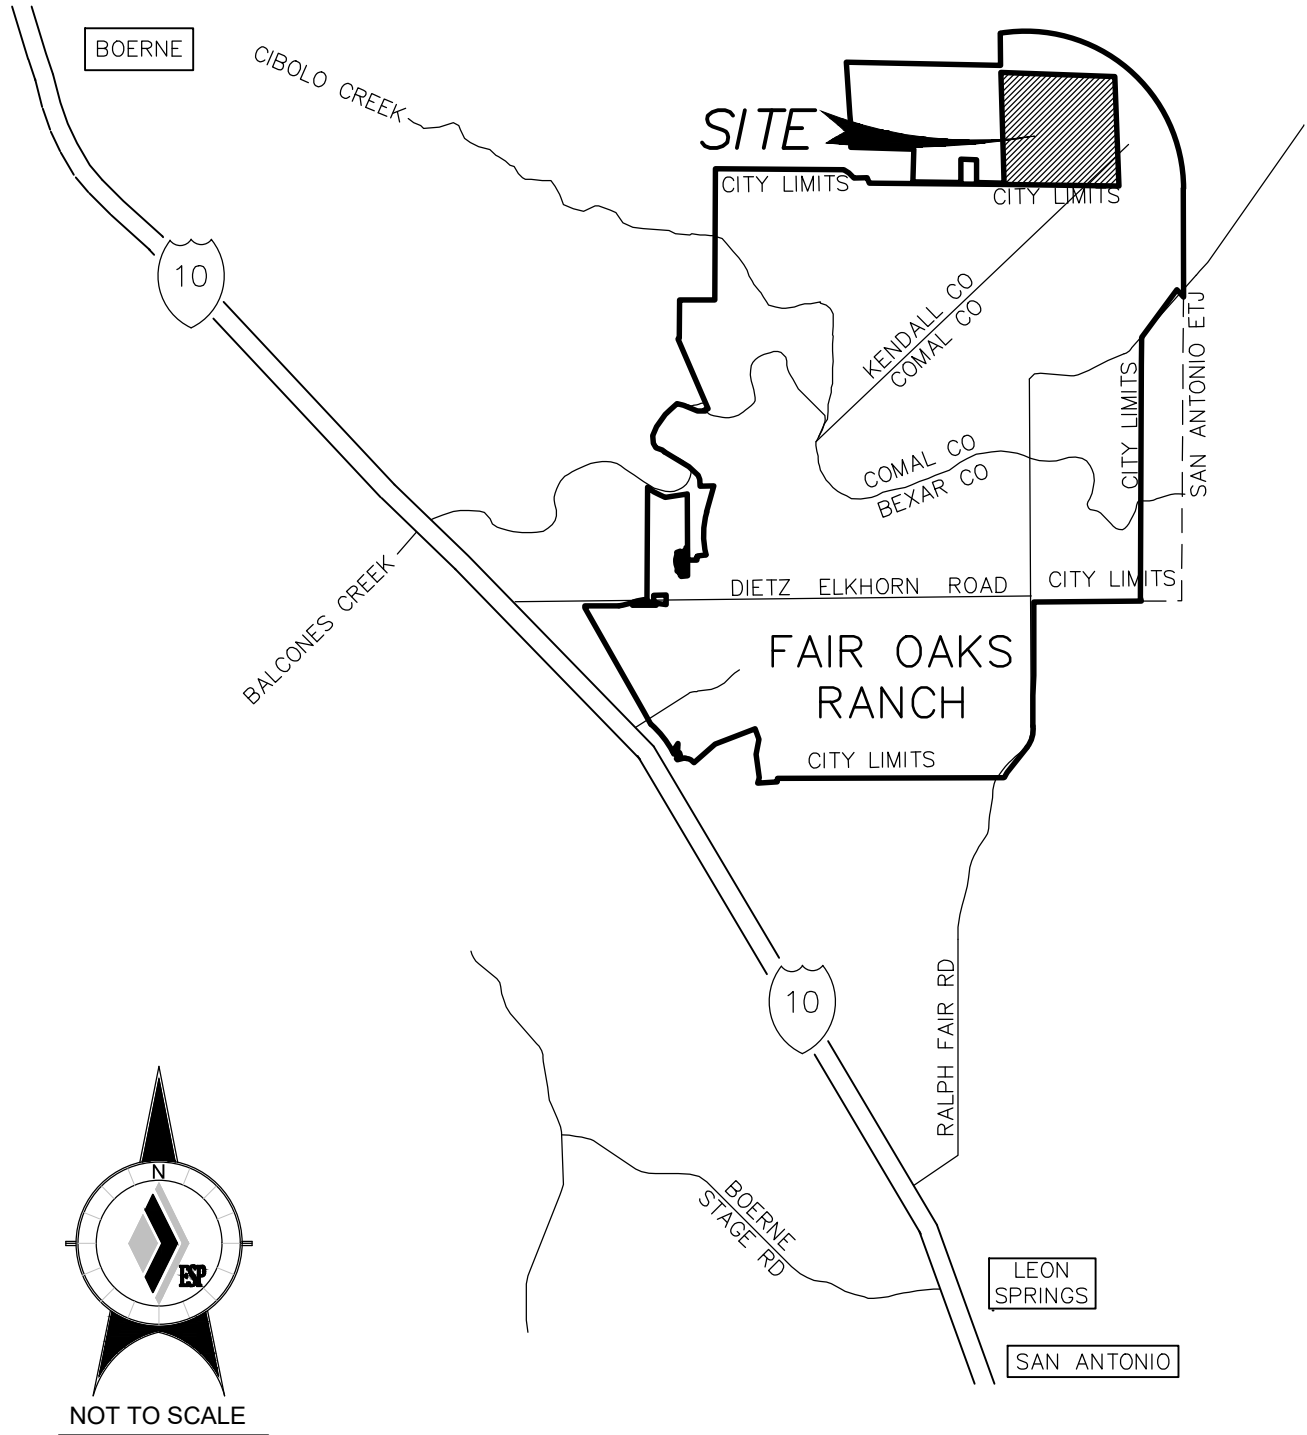 BOERNE
CIBOLO CREEK
SITE
CITY LIMITS
CITY LIMITS
10
KENDALL CO
COMAL CO
SAN ANTONIO ETJ
CITY LIMITS
COMAL CO
BEXAR CO
BALCONES CREEK
DIETZ ELKHORN ROAD
CITY LIMITS
FAIR OAKS
RANCH
CITY LIMITS
10
RALPH FAIR RD
N
ESP
BOERNE
STAGE RD
LEON
SPRINGS
SAN ANTONIO
NOT TO SCALE